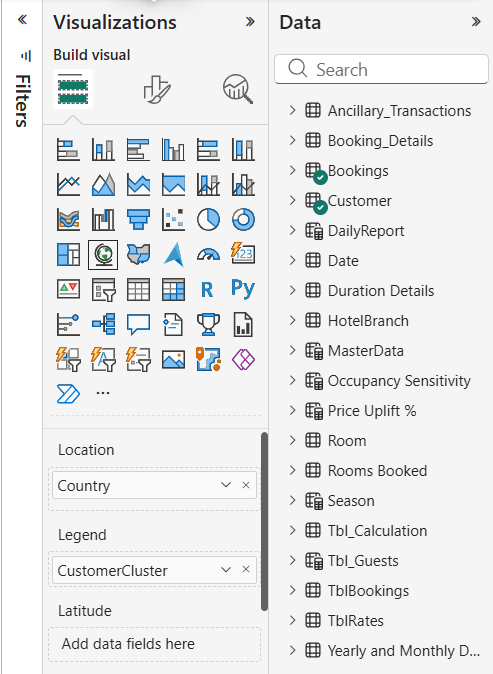 Filters
Visualizations
Build visual
123
R
Py
...
Location
Country
Legend
CustomerCluster
Latitude
Add data fields here
Data
Search
Ancillary_Transactions
Booking_Details
Bookings
Customer
DailyReport
Date
Duration Details
HotelBranch
MasterData
Occupancy Sensitivity
Price Uplift %
Room
Rooms Booked
Season
Tbl_Calculation
Tbl_Guests
TblBookings
TblRates
Yearly and Monthly D...